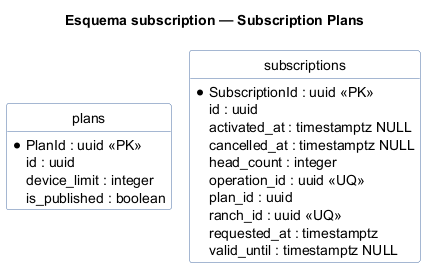 Esquema subscription — Subscription Plans
plans
PlanId : uuid «PK»
id : uuid
device_limit : integer
is_published : boolean
subscriptions
SubscriptionId : uuid «PK»
id : uuid
activated_at : timestamptz NULL
cancelled_at : timestamptz NULL
head_count : integer
operation_id : uuid «UQ»
plan_id : uuid
ranch_id : uuid «UQ»
requested_at : timestamptz
valid_until : timestamptz NULL